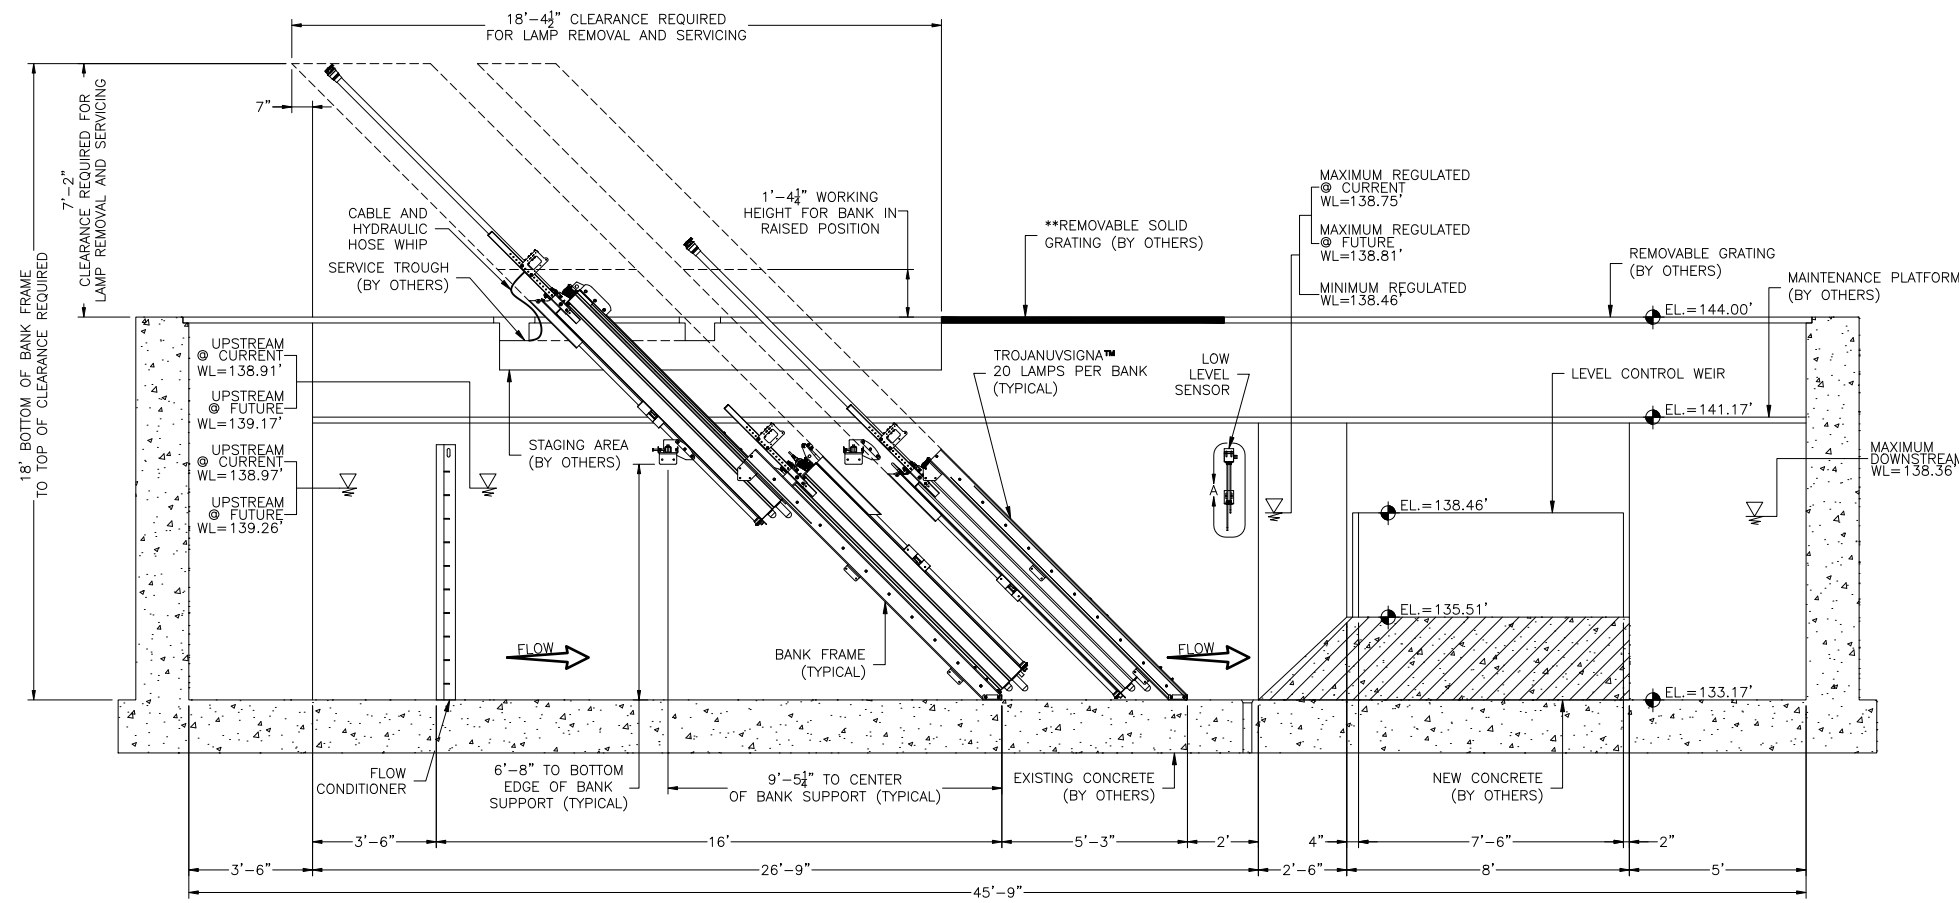 18'-4½" CLEARANCE REQUIRED
FOR LAMP REMOVAL AND SERVICING
7"
18' BOTTOM OF BANK FRAME
TO TOP OF CLEARANCE REQUIRED
7'-2"
CLEARANCE REQUIRED FOR
LAMP REMOVAL AND SERVICING
CABLE AND
HYDRAULIC
HOSE WHIP
SERVICE TROUGH
(BY OTHERS)
1'-4¼" WORKING
HEIGHT FOR BANK IN
RAISED POSITION
**REMOVABLE SOLID
GRATING (BY OTHERS)
MAXIMUM REGULATED
@ CURRENT
WL=138.75'
MAXIMUM REGULATED
@ FUTURE
WL=138.81'
MINIMUM REGULATED
WL=138.46'
REMOVABLE GRATING
(BY OTHERS)
MAINTENANCE PLATFORM
(BY OTHERS)
EL.=144.00'
UPSTREAM
@ CURRENT
WL=138.91'
UPSTREAM
@ FUTURE
WL=139.17'
UPSTREAM
@ CURRENT
WL=138.97'
UPSTREAM
@ FUTURE
WL=139.26'
STAGING AREA
(BY OTHERS)
TROJANUVSIGNA™
20 LAMPS PER BANK
(TYPICAL)
LOW
LEVEL
SENSOR
A
LEVEL CONTROL WEIR
EL.=141.17'
MAXIMUM
DOWNSTREAM
WL=138.36'
EL.=138.46'
EL.=135.51'
FLOW
BANK FRAME
(TYPICAL)
FLOW
EL.=133.17'
FLOW
CONDITIONER
6'-8" TO BOTTOM
EDGE OF BANK
SUPPORT (TYPICAL)
9'-5¼" TO CENTER
OF BANK SUPPORT (TYPICAL)
EXISTING CONCRETE
(BY OTHERS)
NEW CONCRETE
(BY OTHERS)
3'-6"
16'
5'-3"
2'
4"
7'-6"
2"
3'-6"
26'-9"
2'-6"
8'
5'
45'-9"